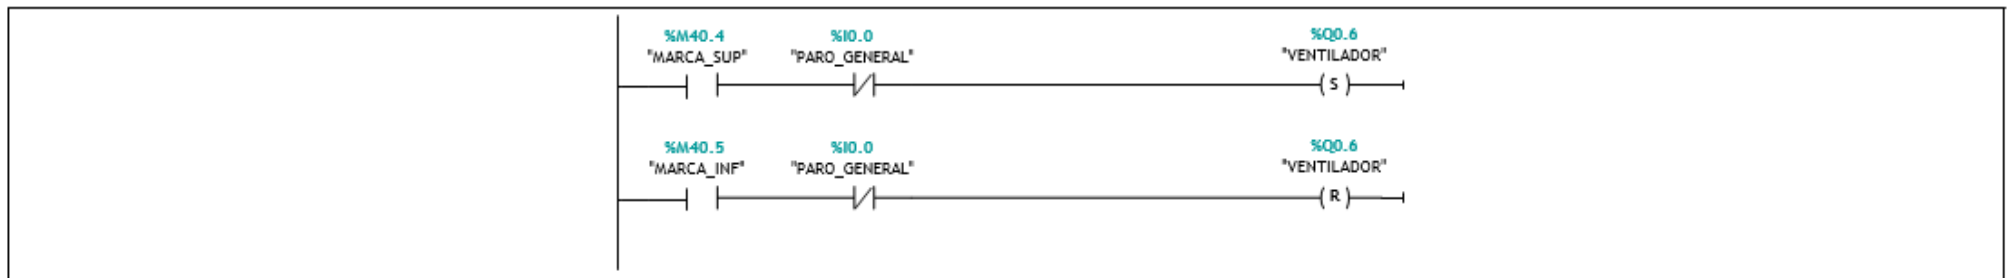 %M40.4 %I0.0 %Q0.6
"MARCA_SUP" "PARO_GENERAL" "VENTILADOR"
S
%M40.5 %I0.0 %Q0.6
"MARCA_INF" "PARO_GENERAL" "VENTILADOR"
R